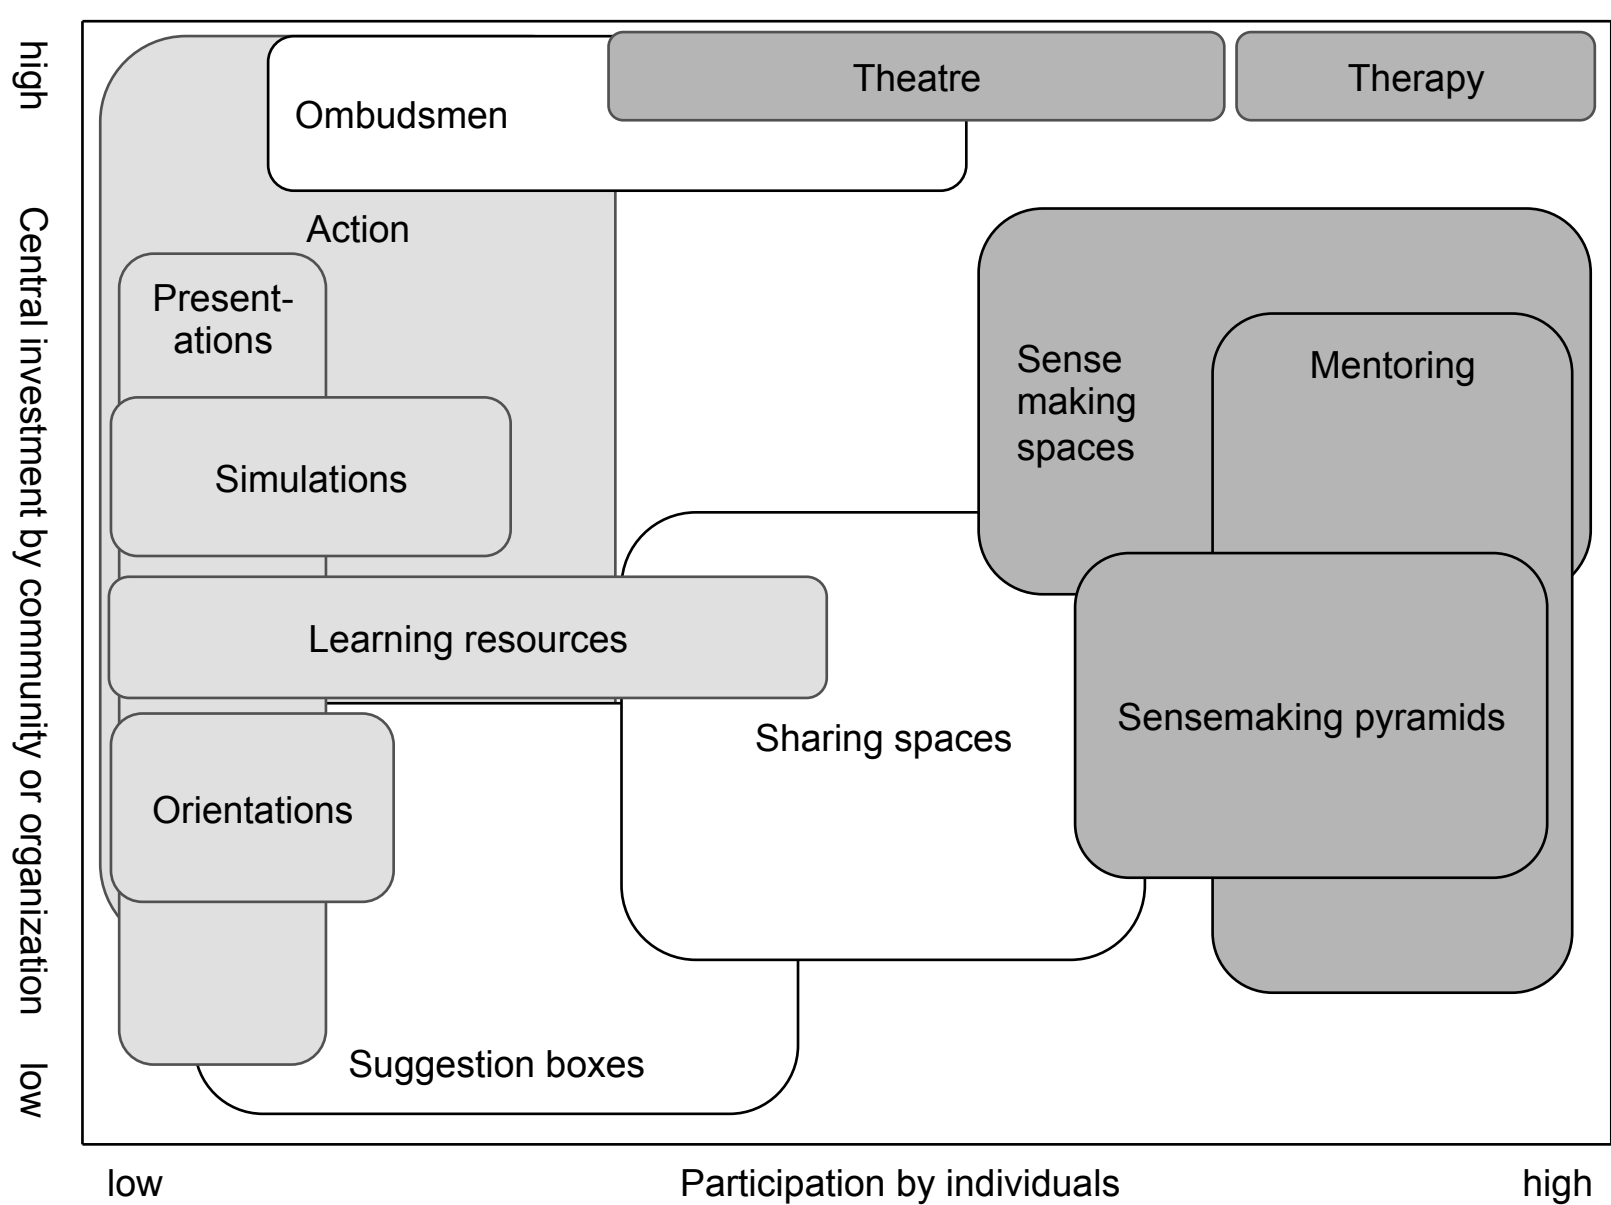 high
Central investment by community or organization
low
Theatre
Therapy
Ombudsmen
Action
Present-
ations
Sense
making
spaces
Mentoring
Simulations
Learning resources
Sharing spaces
Sensemaking pyramids
Orientations
Suggestion boxes
low
Participation by individuals
high